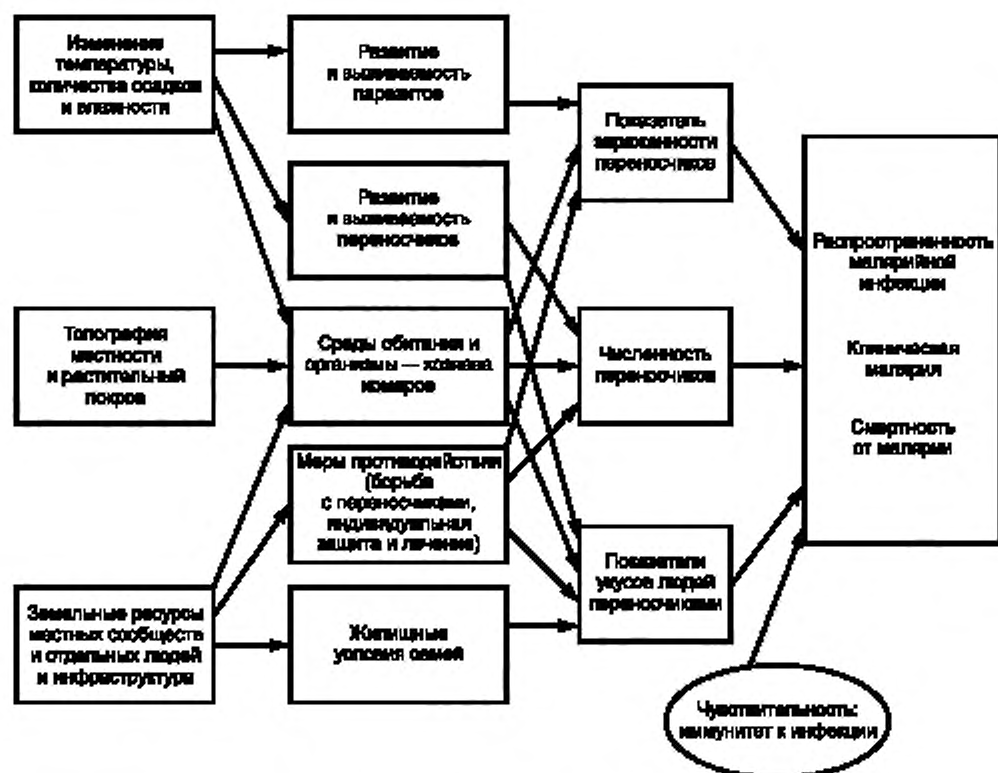 Изменения
температуры,
количества осадков
и влажности
Развитие
и выживаемость
паразитов
Показатель
зараженности
переносчиков
Развитие
и выживаемость
переносчиков
Распространенность
малярийной
инфекции
Клиническая
малярия
Смертность
от малярии
Топография
местности
и растительный
покров
Среды обитания и
организмы — хозяева
комаров
Численность
переносчиков
Меры противодействия
(борьба
с переносчиками,
индивидуальная
защита и лечение)
Показатели
укусов людей
переносчиками
Земельные ресурсы
местных сообществ
и отдельных людей
и инфраструктура
Жилищные
условия семей
Чувствительность:
иммунитет к инфекции